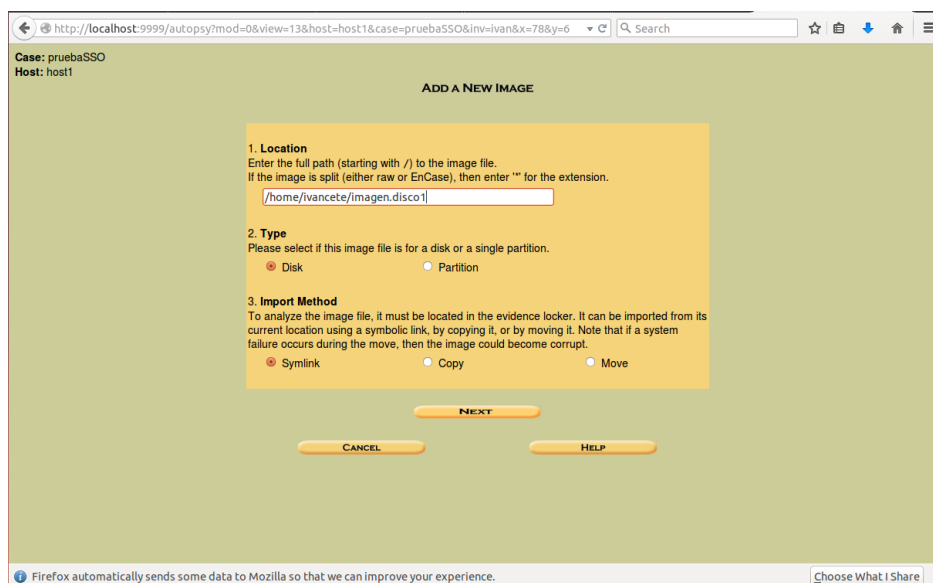 http://localhost:9999/autopsy?mod=0&view=13&host=host1&case=pruebaSSO&inv=ivan&x=78&y=6
Search
Case: pruebaSSO
Host: host1
ADD A NEW IMAGE
1. Location
Enter the full path (starting with /) to the image file.
If the image is split (either raw or EnCase), then enter '*' for the extension.
/home/ivancete/imagen.disco1
2. Type
Please select if this image file is for a disk or a single partition.
Disk Partition
3. Import Method
To analyze the image file, it must be located in the evidence locker. It can be imported from its
current location using a symbolic link, by copying it, or by moving it. Note that if a system
failure occurs during the move, then the image could become corrupt.
Symlink Copy Move
NEXT
CANCEL HELP
Firefox automatically sends some data to Mozilla so that we can improve your experience. Choose What I Share